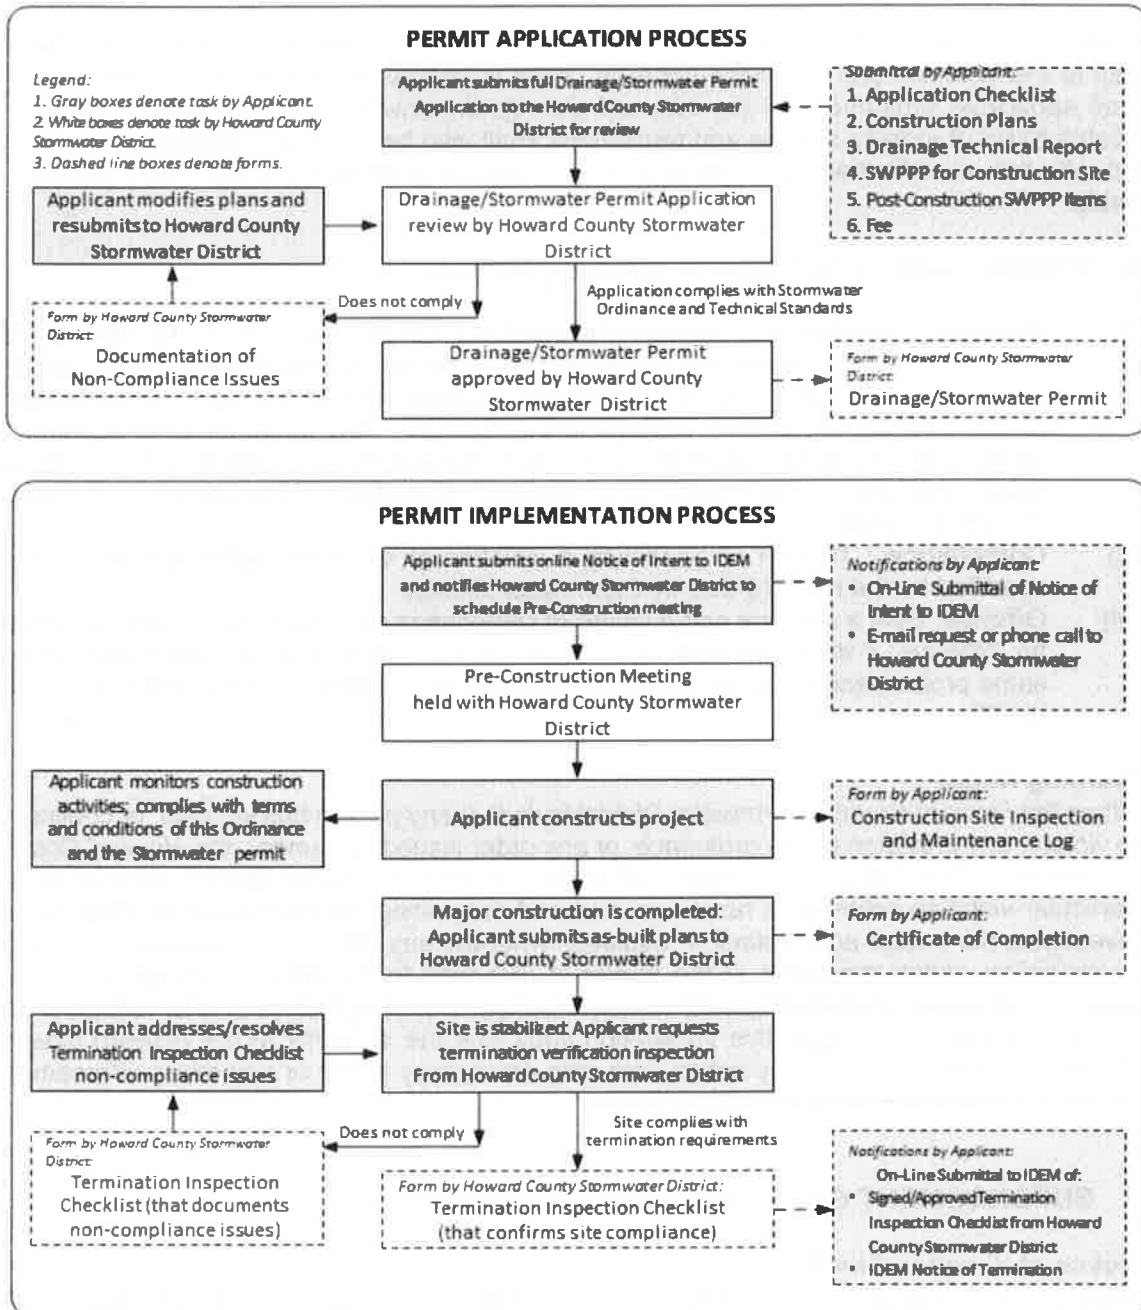 PERMIT APPLICATION PROCESS
Legend:
1. Gray boxes denote task by Applicant.
2. White boxes denote task by Howard County
Stormwater District.
3. Dashed line boxes denote forms.
Applicant submits full Drainage/Stormwater Permit
Application to the Howard County Stormwater
District for review
Submittal by Applicant:
1. Application Checklist
2. Construction Plans
3. Drainage Technical Report
4. SWPPP for Construction Site
5. Post-Construction SWPPP Items
6. Fee
Applicant modifies plans and
resubmits to Howard County
Stormwater District
Drainage/Stormwater Permit Application
review by Howard County Stormwater
District
Does not comply
Application complies with Stormwater
Ordinance and Technical Standards
Form by Howard County Stormwater
District:
Documentation of
Non-Compliance Issues
Drainage/Stormwater Permit
approved by Howard County
Stormwater District
Form by Howard County Stormwater
District:
Drainage/Stormwater Permit
PERMIT IMPLEMENTATION PROCESS
Applicant submits online Notice of Intent to IDEM
and notifies Howard County Stormwater District to
schedule Pre-Construction meeting
Notifications by Applicant:
• On-Line Submittal of Notice of
Intent to IDEM
• E-mail request or phone call to
Howard County Stormwater
District
Pre-Construction Meeting
held with Howard County Stormwater
District
Applicant monitors construction
activities; complies with terms
and conditions of this Ordinance
and the Stormwater permit
Applicant constructs project
Form by Applicant:
Construction Site Inspection
and Maintenance Log
Major construction is completed:
Applicant submits as-built plans to
Howard County Stormwater District
Form by Applicant:
Certificate of Completion
Applicant addresses/resolves
Termination Inspection Checklist
non-compliance issues
Site is stabilized: Applicant requests
termination verification inspection
From Howard County Stormwater District
Does not comply
Site complies with
termination requirements
Form by Howard County Stormwater
District:
Termination Inspection
Checklist (that documents
non-compliance issues)
Form by Howard County Stormwater District:
Termination Inspection Checklist
(that confirms site compliance)
Notifications by Applicant:
On-Line Submittal to IDEM of:
• Signed/Approved Termination
Inspection Checklist from Howard
County Stormwater District
• IDEM Notice of Termination